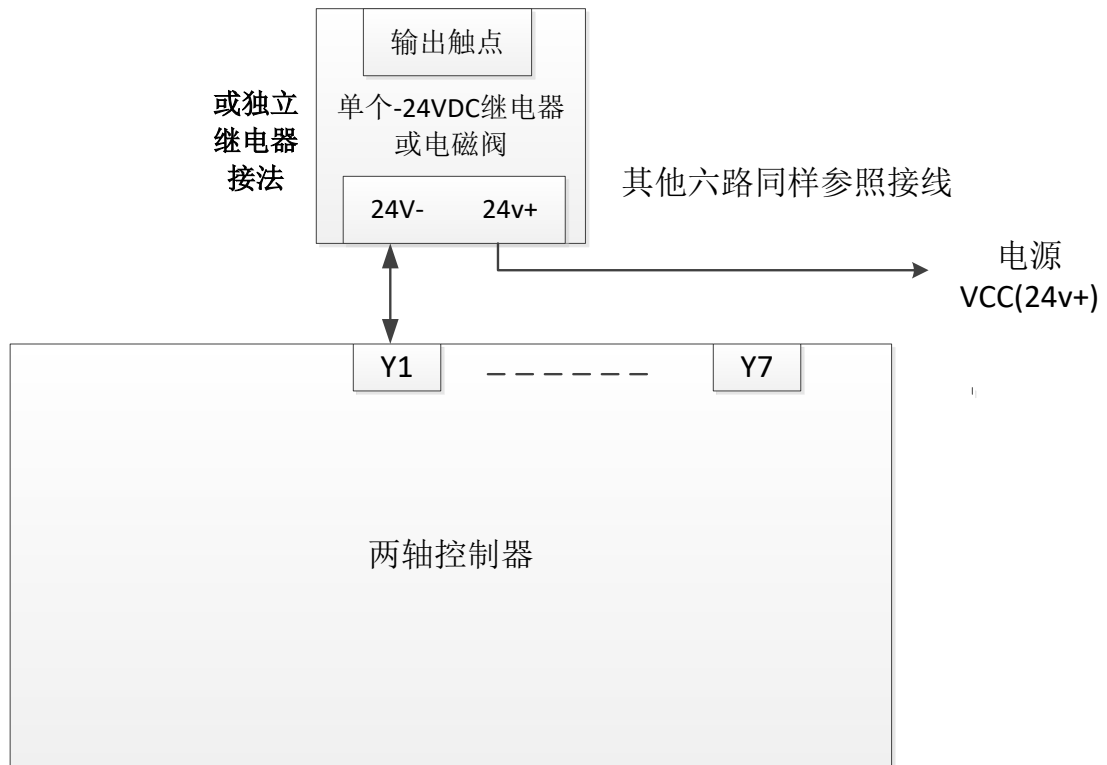 输出触点
或独立
继电器
接法
单个-24VDC继电器
或电磁阀
24V-
24v+
其他六路同样参照接线
电源
VCC(24v+)
Y1
Y7
两轴控制器